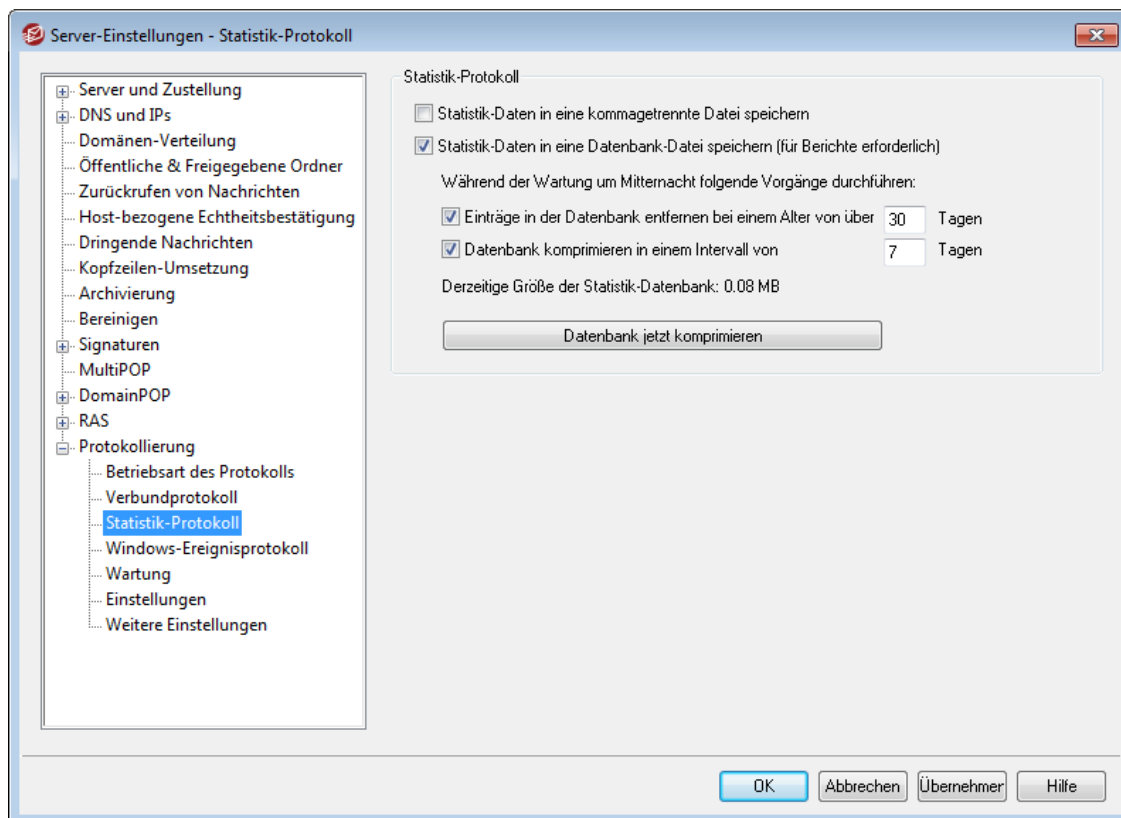 Server-Einstellungen - Statistik-Protokoll
Server und Zustellung
DNS und IPs
Domänen-Verteilung
Öffentliche & Freigegebene Ordner
Zurückrufen von Nachrichten
Host-bezogene Echtheitsbestätigung
Dringende Nachrichten
Kopfzeilen-Umsetzung
Archivierung
Bereinigen
Signaturen
MultiPOP
DomainPOP
RAS
Protokollierung
Betriebsart des Protokolls
Verbundprotokoll
Statistik-Protokoll
Windows-Ereignisprotokoll
Wartung
Einstellungen
Weitere Einstellungen
Statistik-Protokoll
Statistik-Daten in eine kommagetrennte Datei speichern
Statistik-Daten in eine Datenbank-Datei speichern (für Berichte erforderlich)
Während der Wartung um Mitternacht folgende Vorgänge durchführen:
Einträge in der Datenbank entfernen bei einem Alter von über 30 Tagen
Datenbank komprimieren in einem Intervall von 7 Tagen
Derzeitige Größe der Statistik-Datenbank: 0.08 MB
Datenbank jetzt komprimieren
OK Abbrechen Übernehmer Hilfe